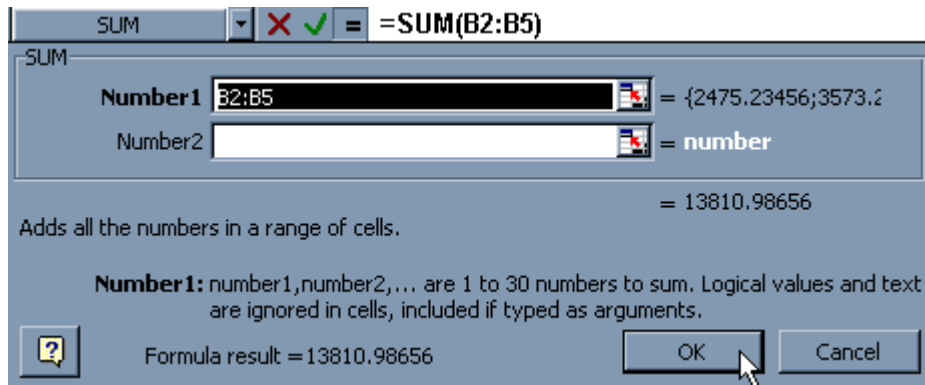 SUM = =SUM(B2:B5)
SUM
Number1 B2:B5 = {2475.23456;3573.2
Number2 = number
= 13810.98656
Adds all the numbers in a range of cells.
Number1: number1,number2,... are 1 to 30 numbers to sum. Logical values and text
are ignored in cells, included if typed as arguments.
? Formula result =13810.98656 OK Cancel